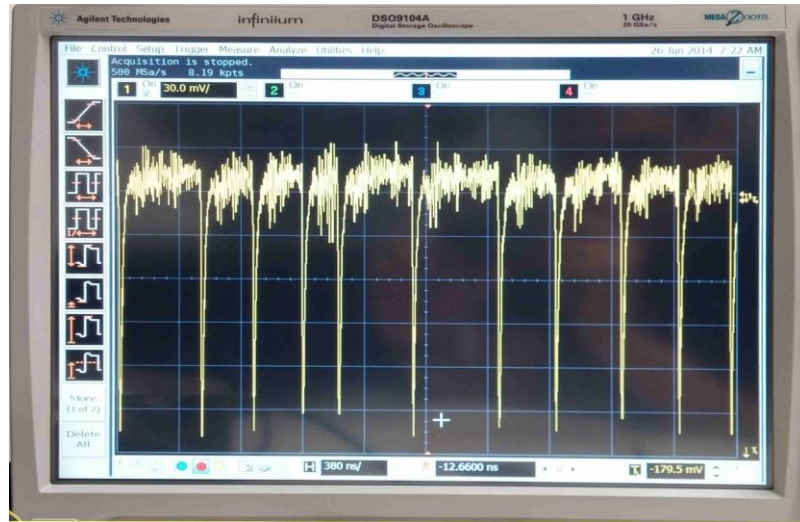 Agilent Technologies
infiniium
DSO9104A
Digital Storage Oscilloscope
1 GHz
20 GSa/s
MEGA Zoom
File Control Setup Trigger Measure Analyze Utilities Help
26 Jun 2014 7:22 AM
Acquisition is stopped.
500 MSa/s 8.19 kpts
1 On 30.0 mV/ 2 On 3 On 4 On
More
(1 of 2)
Delete
All
H 380 ns/ -12.6600 ns 0 T -179.5 mV